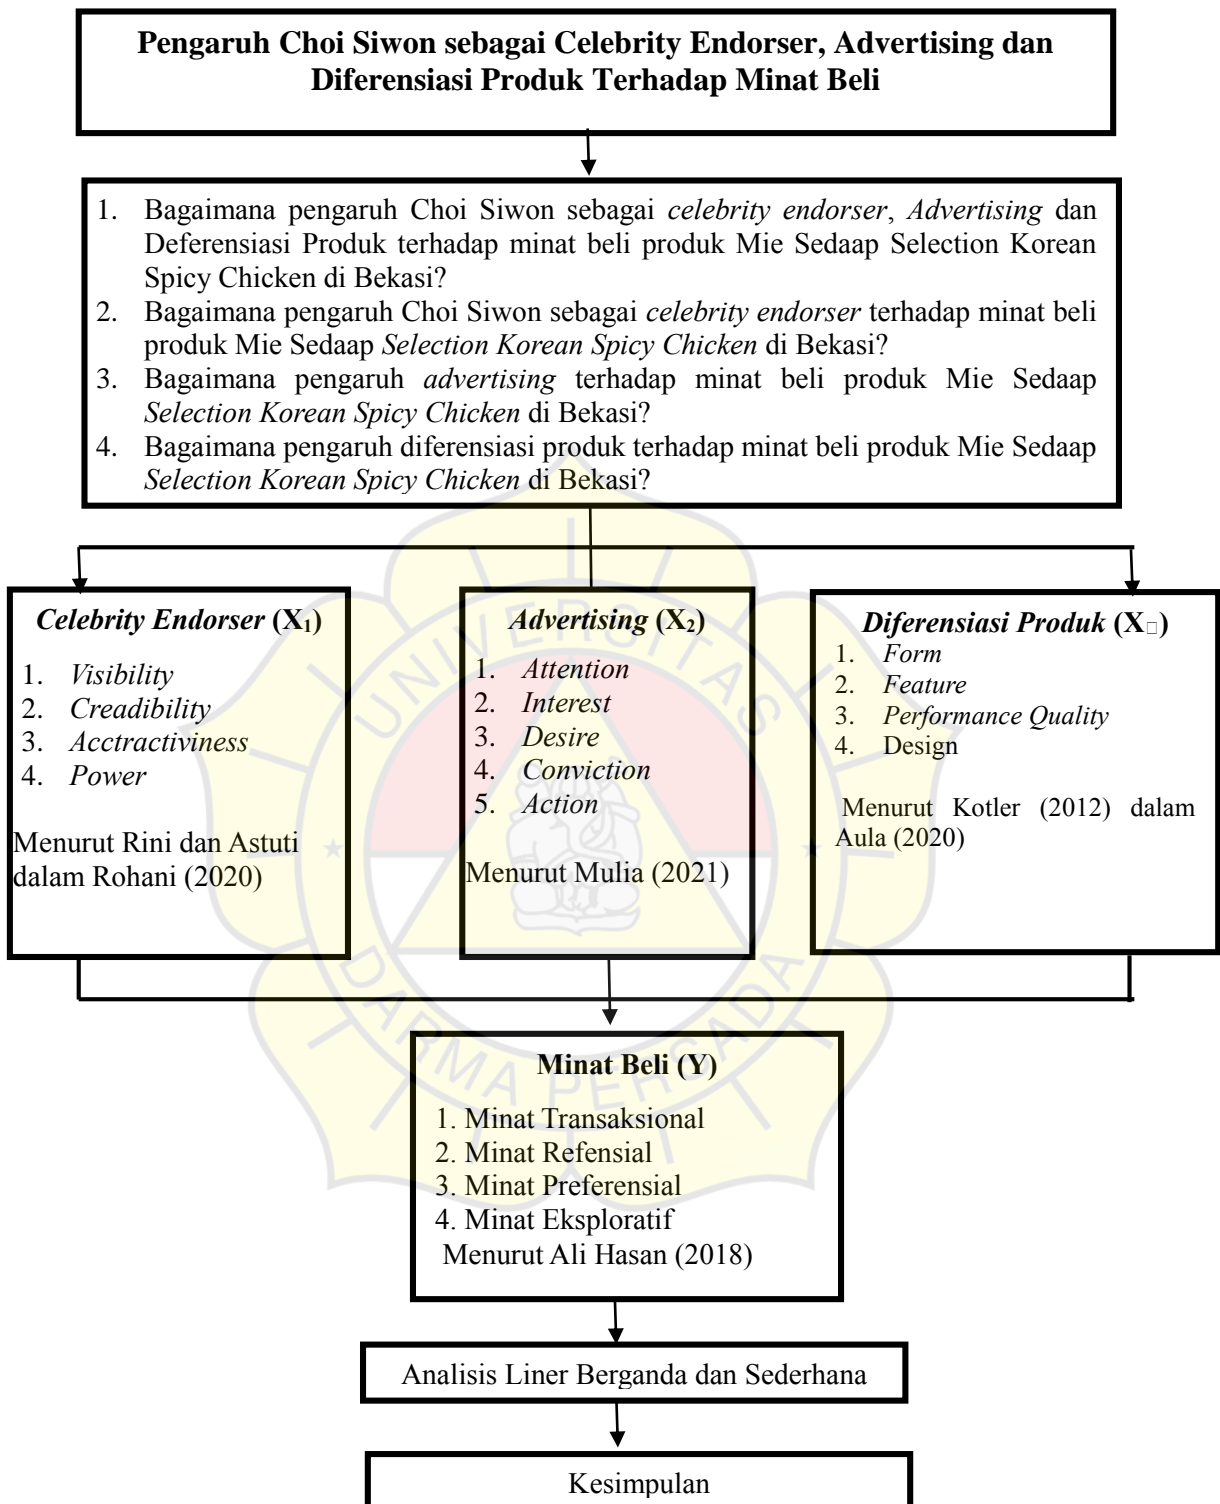 Pengaruh Choi Siwon sebagai Celebrity Endorser, Advertising dan
Diferensiasi Produk Terhadap Minat Beli
1. Bagaimana pengaruh Choi Siwon sebagai celebrity endorser, Advertising dan
Deferensiasi Produk terhadap minat beli produk Mie Sedaap Selection Korean
Spicy Chicken di Bekasi?
2. Bagaimana pengaruh Choi Siwon sebagai celebrity endorser terhadap minat beli
produk Mie Sedaap Selection Korean Spicy Chicken di Bekasi?
3. Bagaimana pengaruh advertising terhadap minat beli produk Mie Sedaap
Selection Korean Spicy Chicken di Bekasi?
4. Bagaimana pengaruh diferensiasi produk terhadap minat beli produk Mie Sedaap
Selection Korean Spicy Chicken di Bekasi?
Celebrity Endorser (X₁)
1. Visibility
2. Creadibility
3. Acctractiviness
4. Power
Menurut Rini dan Astuti
dalam Rohani (2020)
Advertising (X₂)
1. Attention
2. Interest
3. Desire
4. Conviction
5. Action
Menurut Mulia (2021)
Diferensiasi Produk (X□)
1. Form
2. Feature
3. Performance Quality
4. Design
Menurut Kotler (2012) dalam
Aula (2020)
UNIVERSITAS
DARMA PERSADA
Minat Beli (Y)
1. Minat Transaksional
2. Minat Refensial
3. Minat Preferensial
4. Minat Eksploratif
Menurut Ali Hasan (2018)
Analisis Liner Berganda dan Sederhana
Kesimpulan